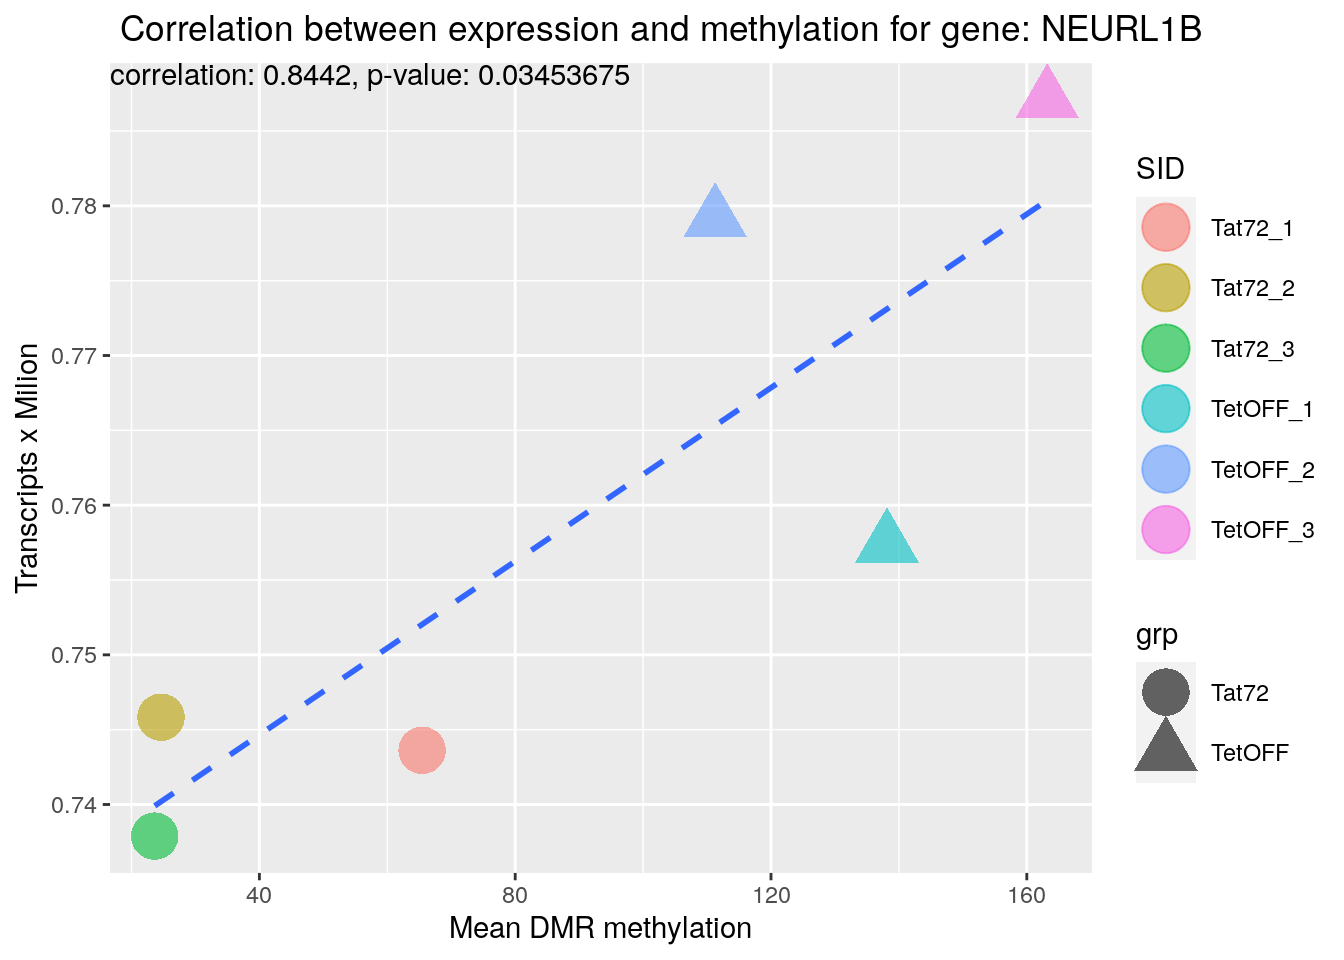 Correlation between expression and methylation for gene: NEURL1B
correlation: 0.8442, p-value: 0.03453675
0.78
0.77
0.76
0.75
0.74
Transcripts x Milion
40 80 120 160
Mean DMR methylation
SID
Tat72_1
Tat72_2
Tat72_3
TetOFF_1
TetOFF_2
TetOFF_3
grp
Tat72
TetOFF